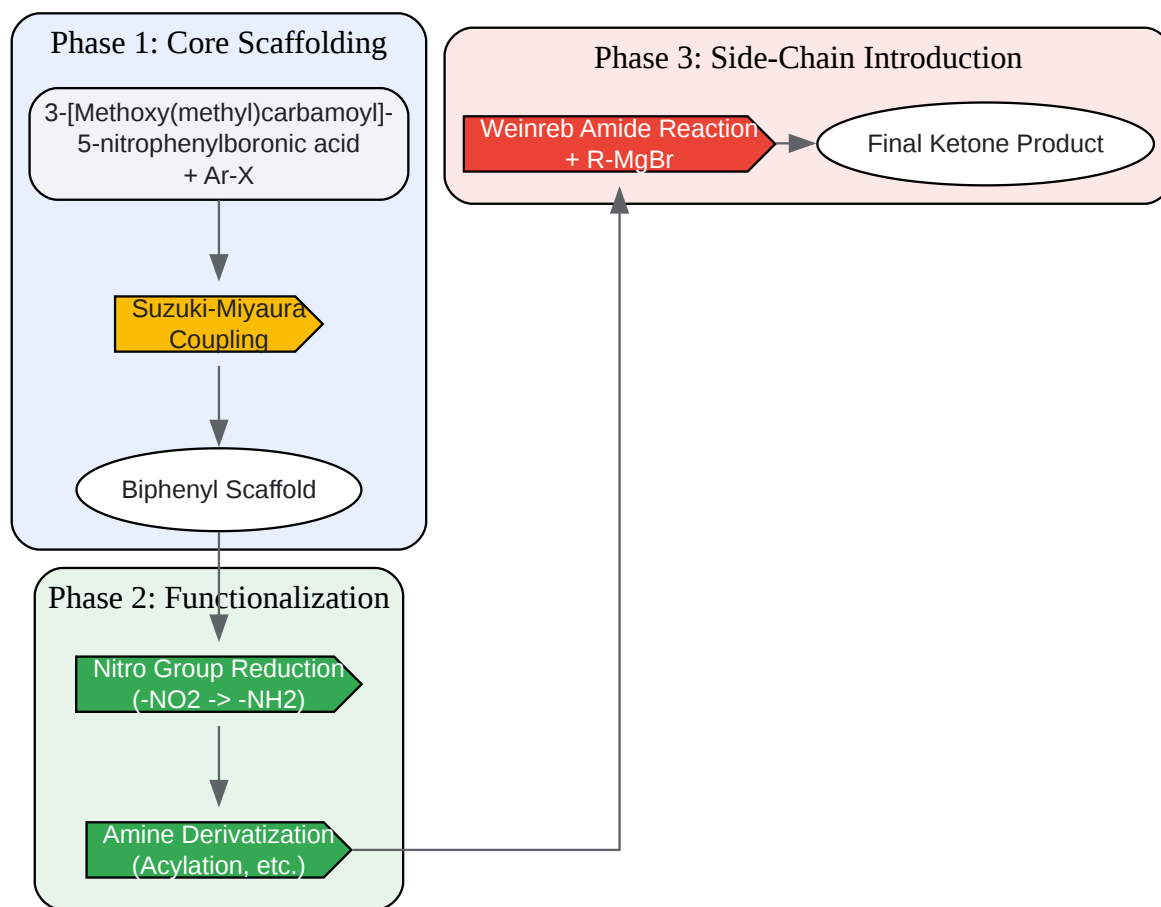 Phase 1: Core Scaffolding
3-[Methoxy(methyl)carbamoyl]-
5-nitrophenylboronic acid
+ Ar-X
Suzuki-Miyaura
Coupling
Biphenyl Scaffold
Phase 2: Functionalization
Nitro Group Reduction
(-NO2 -> -NH2)
Amine Derivatization
(Acylation, etc.)
Phase 3: Side-Chain Introduction
Weinreb Amide Reaction
+ R-MgBr
Final Ketone Product